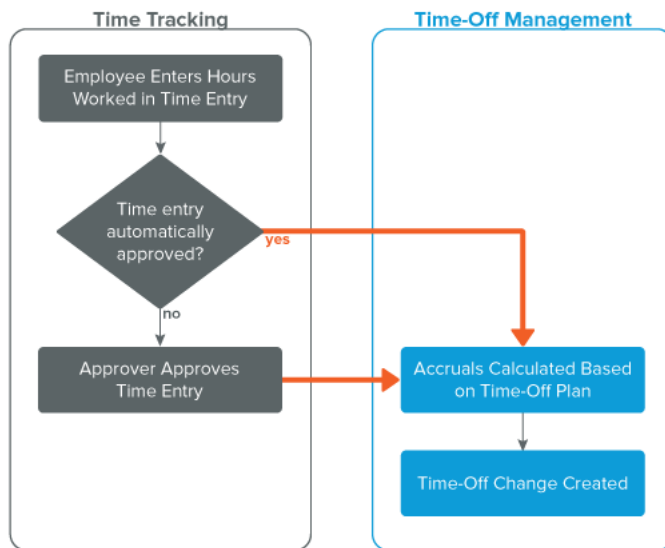 Time Tracking
Employee Enters Hours
Worked in Time Entry
Time entry
automatically
approved?
yes
no
Approver Approves
Time Entry
Time-Off Management
Accruals Calculated Based
on Time-Off Plan
Time-Off Change Created